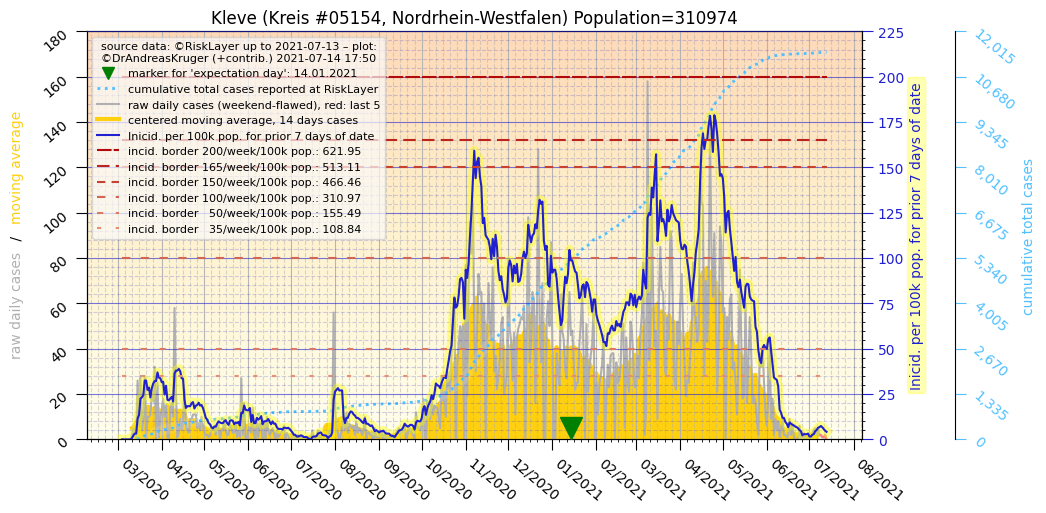 Kleve (Kreis #05154, Nordrhein-Westfalen) Population=310974
source data: ©RiskLayer up to 2021-07-13 – plot:
©DrAndreasKruger (+contrib.) 2021-07-14 17:50
marker for 'expectation day': 14.01.2021
cumulative total cases reported at RiskLayer
raw daily cases (weekend-flawed), red: last 5
centered moving average, 14 days cases
Inicid. per 100k pop. for prior 7 days of date
incid. border 200/week/100k pop.: 621.95
incid. border 165/week/100k pop.: 513.11
incid. border 150/week/100k pop.: 466.46
incid. border 100/week/100k pop.: 310.97
incid. border   50/week/100k pop.: 155.49
incid. border   35/week/100k pop.: 108.84
raw daily cases   /   moving average
180
160
140
120
100
80
60
40
20
0
03/2020
04/2020
05/2020
06/2020
07/2020
08/2020
09/2020
10/2020
11/2020
12/2020
01/2021
02/2021
03/2021
04/2021
05/2021
06/2021
07/2021
08/2021
225
200
175
150
125
100
75
50
25
0
Inicid. per 100k pop. for prior 7 days of date
12,015
10,680
9,345
8,010
6,675
5,340
4,005
2,670
1,335
0
cumulative total cases